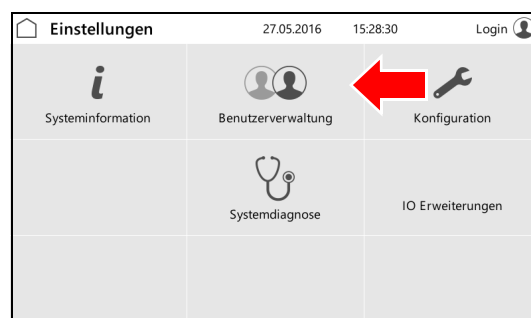 Einstellungen 27.05.2016 15:28:30 Login
Systeminformation Benutzerverwaltung Konfiguration
Systemdiagnose IO Erweiterungen